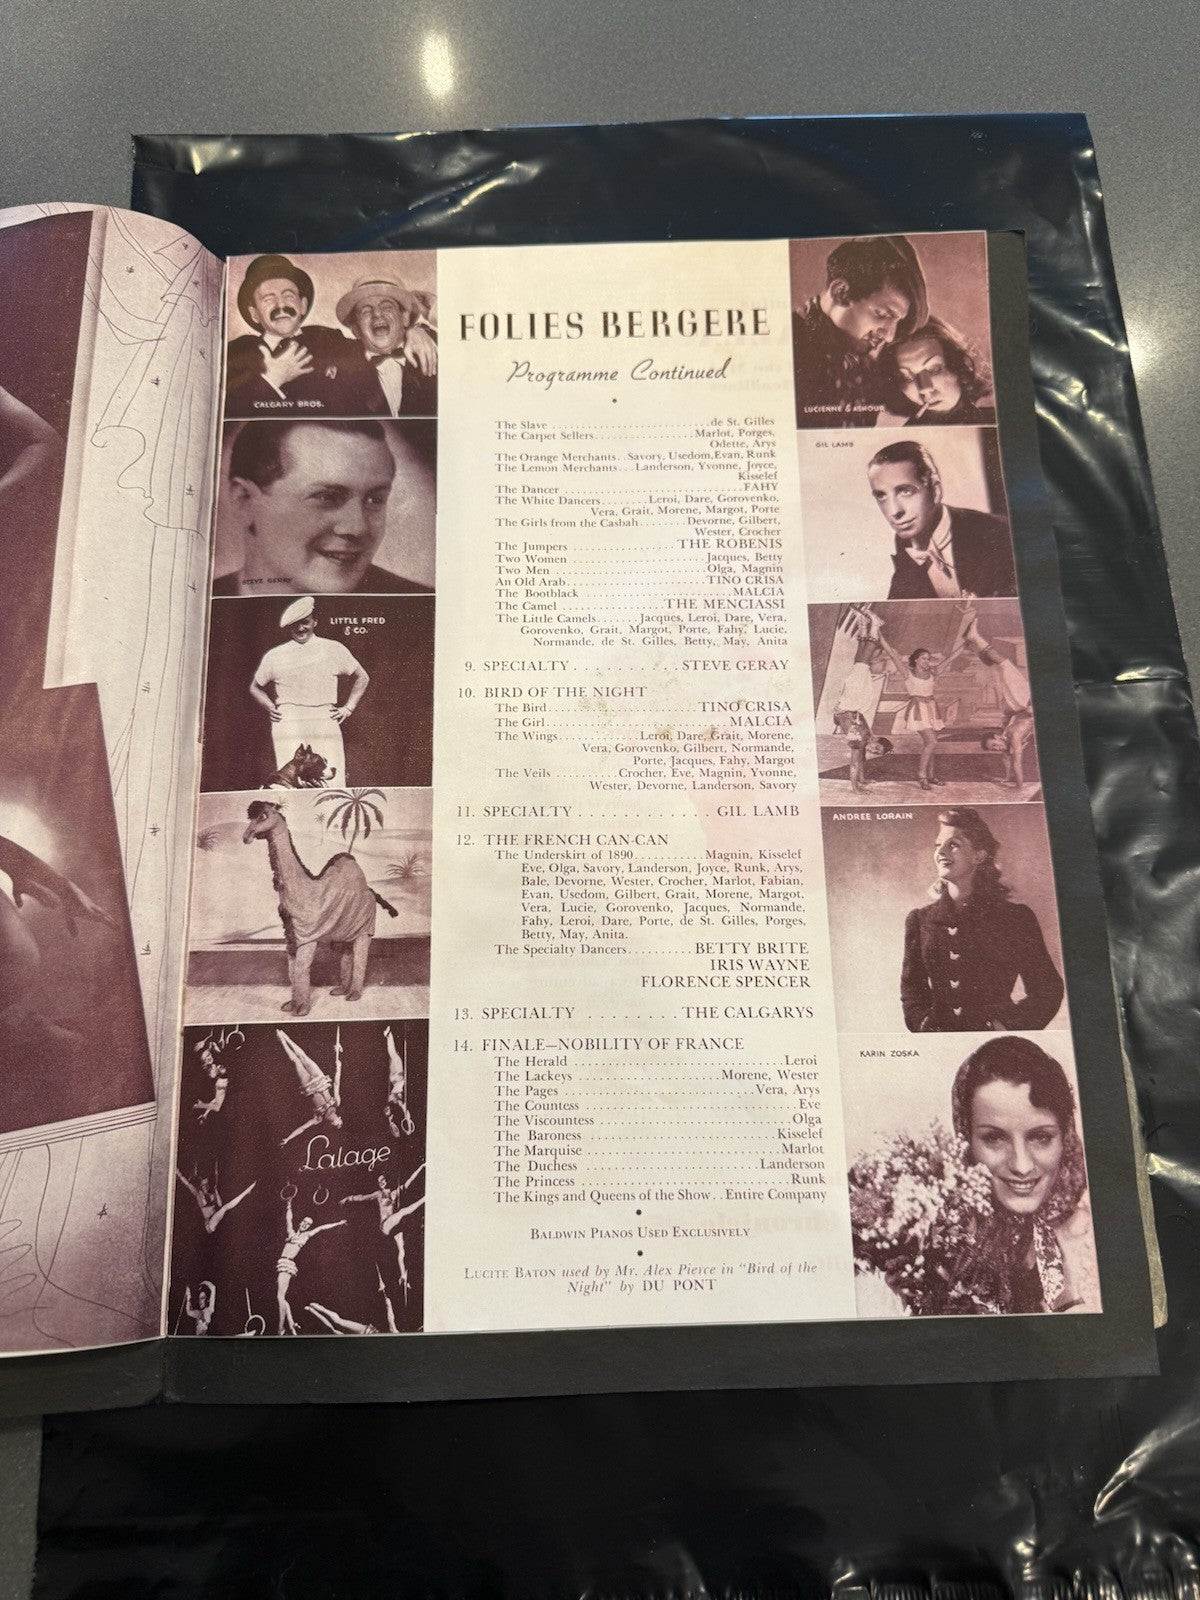 CALGARY BROS.
STEVE GERAY
LITTLE FRED
& CO.
Lalage
FOLIES BERGERE
Programme Continued
The Slave . . . . . . . . . . . . . . . . . . . . . . . . . . de St. Gilles
The Carpet Sellers . . . . . . . . . . . . . . . . Marlot, Porges,
Odette, Arys
The Orange Merchants . . Savory, Usedom, Evan, Runk
The Lemon Merchants . . . Landerson, Yvonne, Joyce,
Kisselef
The Dancer . . . . . . . . . . . . . . . . . . . . . . . . . . . . FAHY
The White Dancers . . . . . . . . Leroi, Dare, Gorovenko,
Vera, Grait, Morene, Margot, Porte
The Girls from the Casbah . . . . . . . . Devorne, Gilbert,
Wester, Crocher
The Jumpers . . . . . . . . . . . . . . . . . THE ROBENIS
Two Women . . . . . . . . . . . . . . . . . . . . . . Jacques, Betty
Two Men . . . . . . . . . . . . . . . . . . . . . . . . . Olga, Magnin
An Old Arab . . . . . . . . . . . . . . . . . . . . . . TINO CRISA
The Bootblack . . . . . . . . . . . . . . . . . . . . . . . . . MALCIA
The Camel . . . . . . . . . . . . . . . . . THE MENCIASSI
The Little Camels . . . . . . . Jacques, Leroi, Dare, Vera,
Gorovenko, Grait, Margot, Porte, Fahy, Lucie,
Normande, de St. Gilles, Betty, May, Anita
9. SPECIALTY . . . . . . . . . . STEVE GERAY
10. BIRD OF THE NIGHT
The Bird . . . . . . . . . . . . . . . . . . . . . . . . TINO CRISA
The Girl . . . . . . . . . . . . . . . . . . . . . . . . . . . MALCIA
The Wings . . . . . . . . . . . . Leroi, Dare, Grait, Morene,
Vera, Gorovenko, Gilbert, Normande,
Porte, Jacques, Fahy, Margot
The Veils . . . . . . . . . . Crocher, Eve, Magnin, Yvonne,
Wester, Devorne, Landerson, Savory
11. SPECIALTY . . . . . . . . . . . . GIL LAMB
12. THE FRENCH CAN-CAN
The Underskirt of 1890 . . . . . . . . . . . Magnin, Kisselef
Eve, Olga, Savory, Landerson, Joyce, Runk, Arys,
Bale, Devorne, Wester, Crocher, Marlot, Fabian,
Evan, Usedom, Gilbert, Grait, Morene, Margot,
Vera, Lucie, Gorovenko, Jacques, Normande,
Fahy, Leroi, Dare, Porte, de St. Gilles, Porges,
Betty, May, Anita.
The Specialty Dancers . . . . . . . . . . BETTY BRITE
IRIS WAYNE
FLORENCE SPENCER
13. SPECIALTY . . . . . . . . THE CALGARYS
14. FINALE—NOBILITY OF FRANCE
The Herald . . . . . . . . . . . . . . . . . . . . . . . . . . . . Leroi
The Lackeys . . . . . . . . . . . . . . . . . . . Morene, Wester
The Pages . . . . . . . . . . . . . . . . . . . . . . . . . Vera, Arys
The Countess . . . . . . . . . . . . . . . . . . . . . . . . . . . . Eve
The Viscountess . . . . . . . . . . . . . . . . . . . . . . . . . Olga
The Baroness . . . . . . . . . . . . . . . . . . . . . . . . Kisselef
The Marquise . . . . . . . . . . . . . . . . . . . . . . . . . Marlot
The Duchess . . . . . . . . . . . . . . . . . . . . . . Landerson
The Princess . . . . . . . . . . . . . . . . . . . . . . . . . . . Runk
The Kings and Queens of the Show . . Entire Company
BALDWIN PIANOS USED EXCLUSIVELY
LUCITE BATON used by Mr. Alex Pierce in "Bird of the
Night" by DU PONT
LUCIENNE & ASHOUR
GIL LAMB
ANDREE LORAIN
KARIN ZOSKA